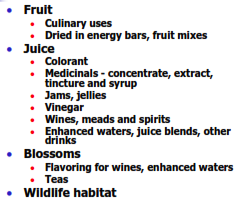 Fruit
Culinary uses
Dried in energy bars, fruit mixes
Juice
Colorant
Medicinals - concentrate, extract,
tincture and syrup
Jams, jellies
Vinegar
Wines, meads and spirits
Enhanced waters, juice blends, other
drinks
Blossoms
Flavoring for wines, enhanced waters
Teas
Wildlife habitat